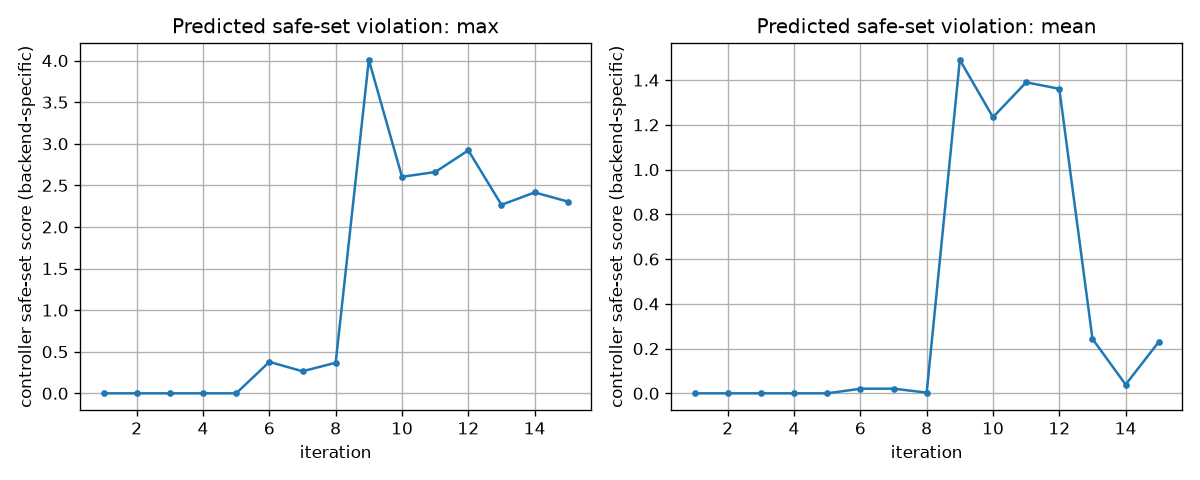 Predicted safe-set violation: max
controller safe-set score (backend-specific)
4.0
3.5
3.0
2.5
2.0
1.5
1.0
0.5
0.0
2 4 6 8 10 12 14
iteration
Predicted safe-set violation: mean
controller safe-set score (backend-specific)
1.4
1.2
1.0
0.8
0.6
0.4
0.2
0.0
2 4 6 8 10 12 14
iteration